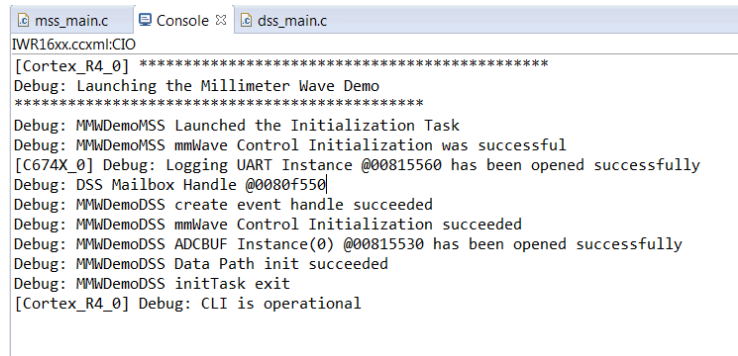 mss_main.c Console dss_main.c
IWR16xx.ccxml:CIO
[Cortex_R4_0] **********************************************
Debug: Launching the Millimeter Wave Demo
**********************************************
Debug: MMWDemoMSS Launched the Initialization Task
Debug: MMWDemoMSS mmWave Control Initialization was successful
[C674X_0] Debug: Logging UART Instance @00815560 has been opened successfully
Debug: DSS Mailbox Handle @0080f550
Debug: MMWDemoDSS create event handle succeeded
Debug: MMWDemoDSS mmWave Control Initialization succeeded
Debug: MMWDemoDSS ADCBUF Instance(0) @00815530 has been opened successfully
Debug: MMWDemoDSS Data Path init succeeded
Debug: MMWDemoDSS initTask exit
[Cortex_R4_0] Debug: CLI is operational